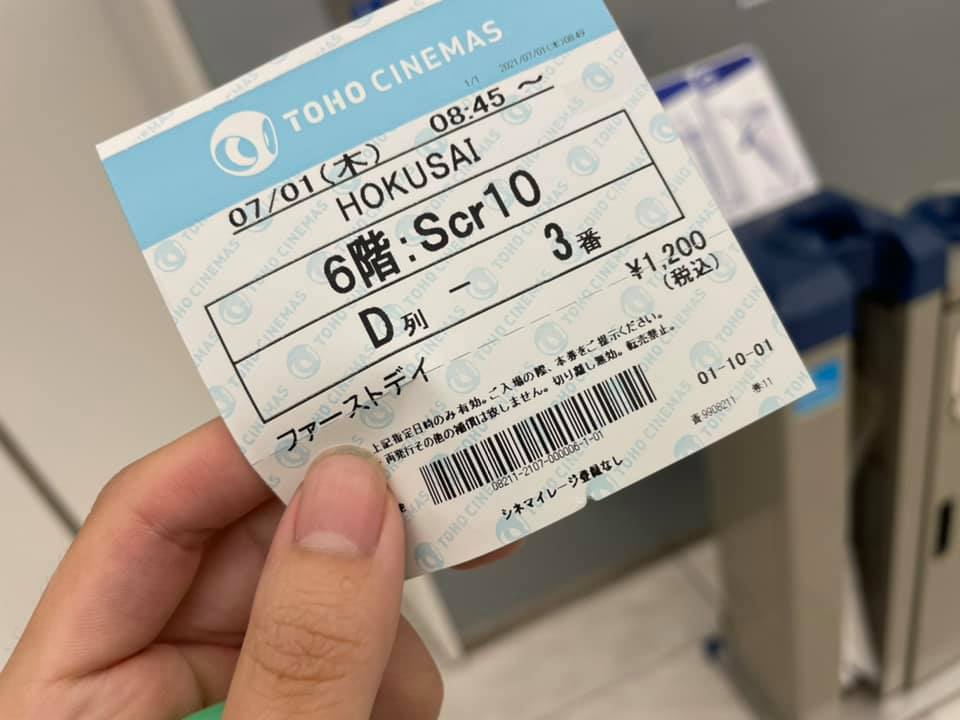 TOHO CINEMAS
1/1 2021/07/01(木)08:49
07/01(木) 08:45 ～
HOKUSAI
6階:Scr10
D列 - 3番
ファーストデイ ¥1,200
(税込)
上記指定日時のみ有効。ご入場の際、本券をご提示ください。
再発行その他の補償は致しません。切り離し無効。転売禁止。
01-10-01
08211-2107-000006-1-01
シネマイレージ登録なし